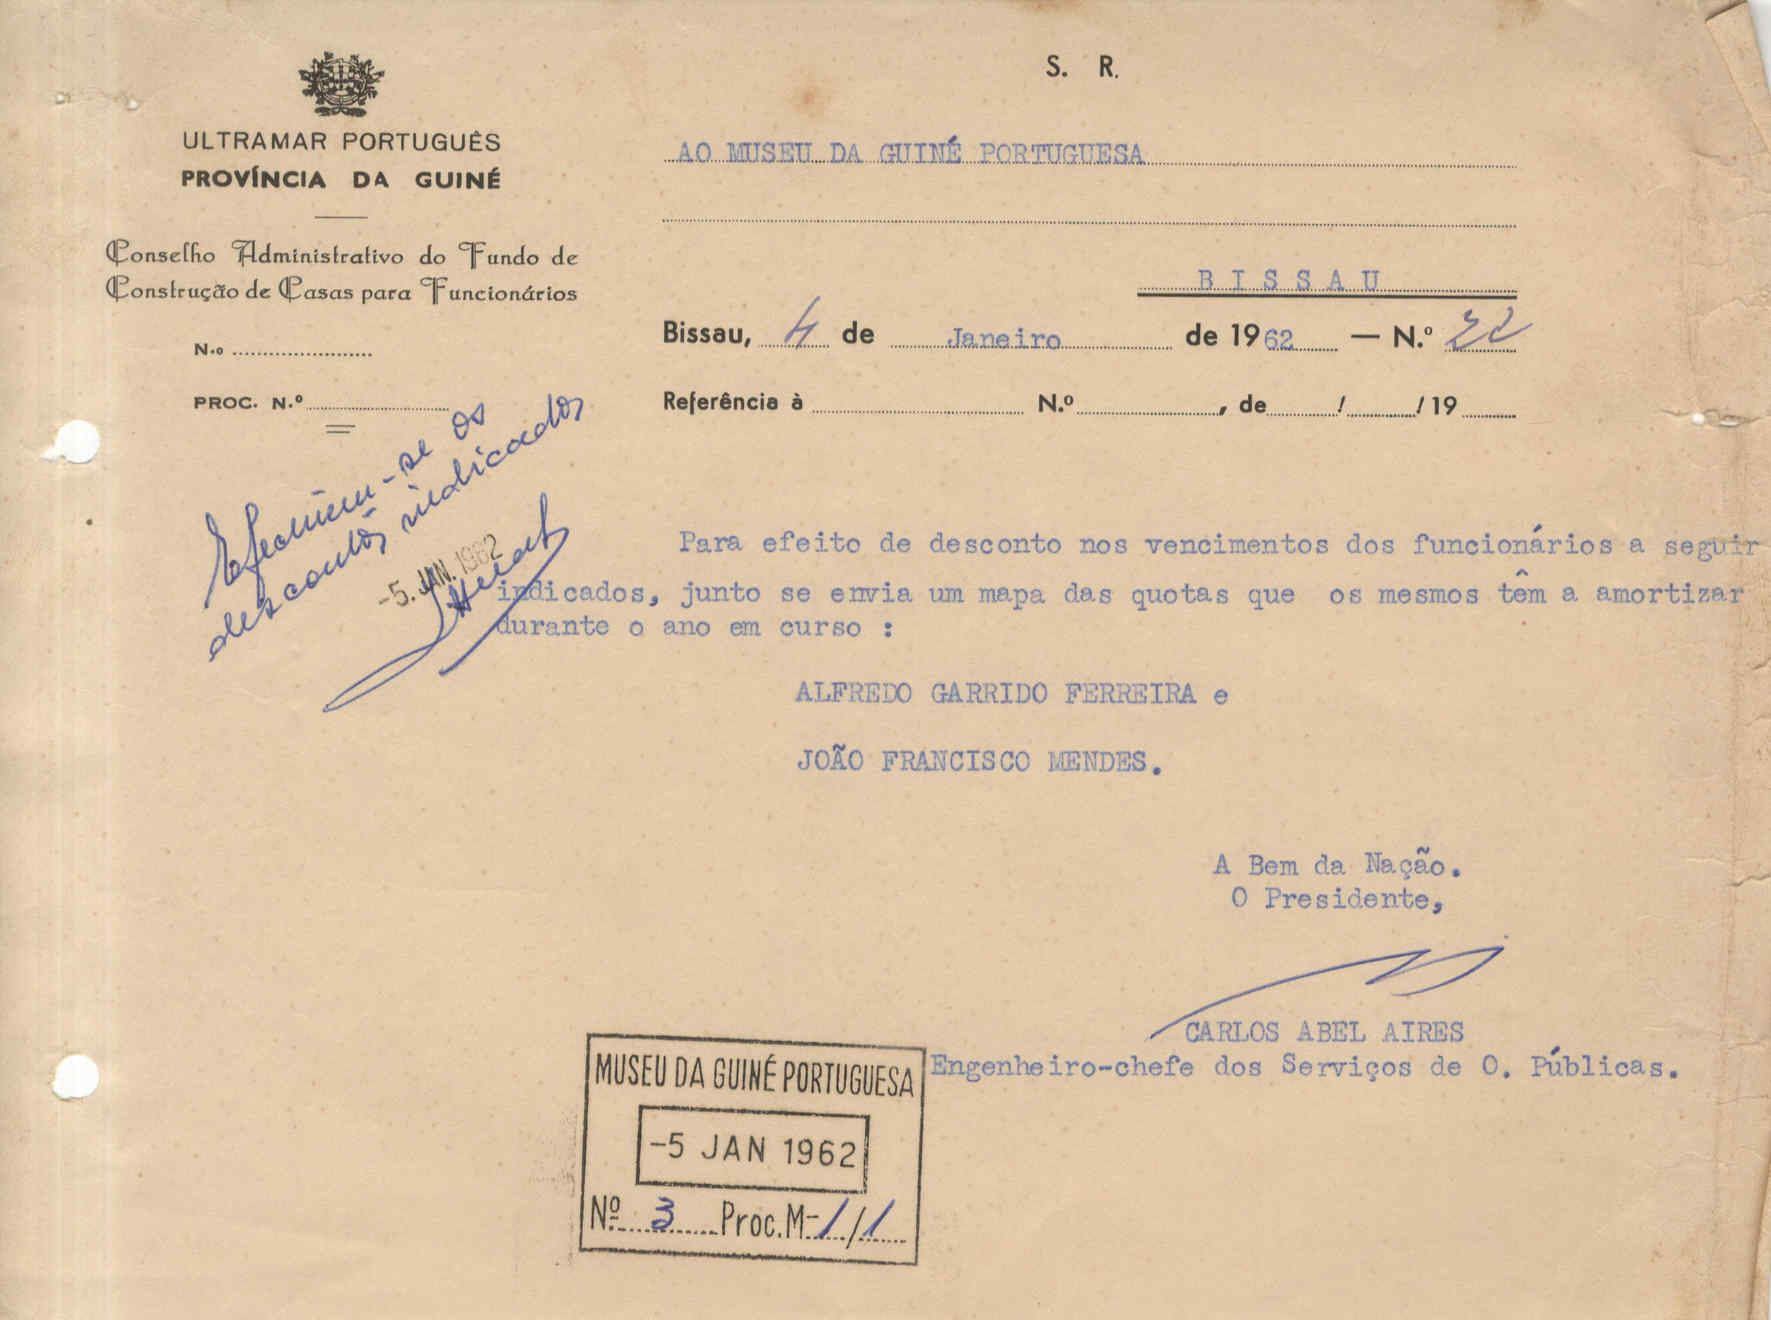 S. R.
ULTRAMAR PORTUGUÊS
PROVÍNCIA DA GUINÉ
Conselho Administrativo do Fundo de
Construção de Casas para Funcionários
N.o
PROC. N.º
AO MUSEU DA GUINÉ PORTUGUESA
BISSAU
Bissau, 4 de Janeiro de 1962 — N.º 22
Referência à N.º , de / / 19
Efectuem-se os
descontos indicados
-5. JAN. 1962
Para efeito de desconto nos vencimentos dos funcionários a seguir
indicados, junto se envia um mapa das quotas que os mesmos têm a amortizar
durante o ano em curso :
ALFREDO GARRIDO FERREIRA e
JOÃO FRANCISCO MENDES.
A Bem da Nação.
O Presidente,
CARLOS ABEL AIRES
Engenheiro-chefe dos Serviços de O. Públicas.
MUSEU DA GUINÉ PORTUGUESA
-5 JAN 1962
Nº 3 Proc. M-1/1